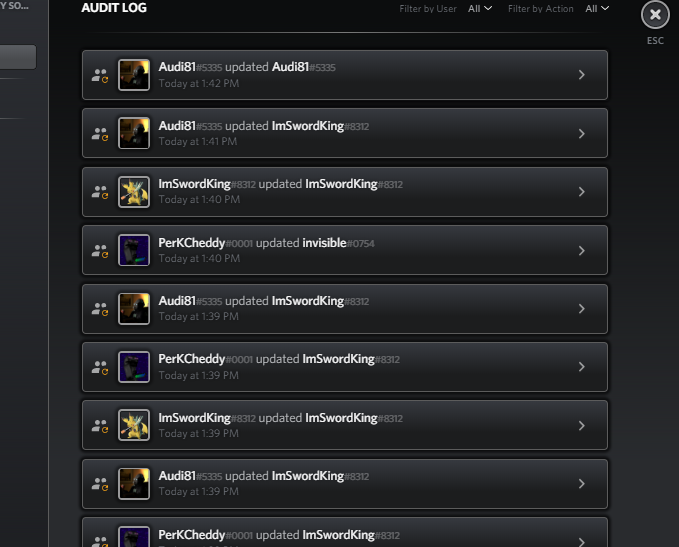 Y SO...
AUDIT LOG
Filter by User All Filter by Action All
ESC
Audi81#5335 updated Audi81#5335
Today at 1:42 PM
Audi81#5335 updated ImSwordKing#8312
Today at 1:41 PM
ImSwordKing#8312 updated ImSwordKing#8312
Today at 1:40 PM
PerKCheddy#0001 updated invisible#0754
Today at 1:40 PM
Audi81#5335 updated ImSwordKing#8312
Today at 1:39 PM
PerKCheddy#0001 updated ImSwordKing#8312
Today at 1:39 PM
ImSwordKing#8312 updated ImSwordKing#8312
Today at 1:39 PM
Audi81#5335 updated ImSwordKing#8312
Today at 1:39 PM
PerKCheddy#0001 updated ImSwordKing#8312